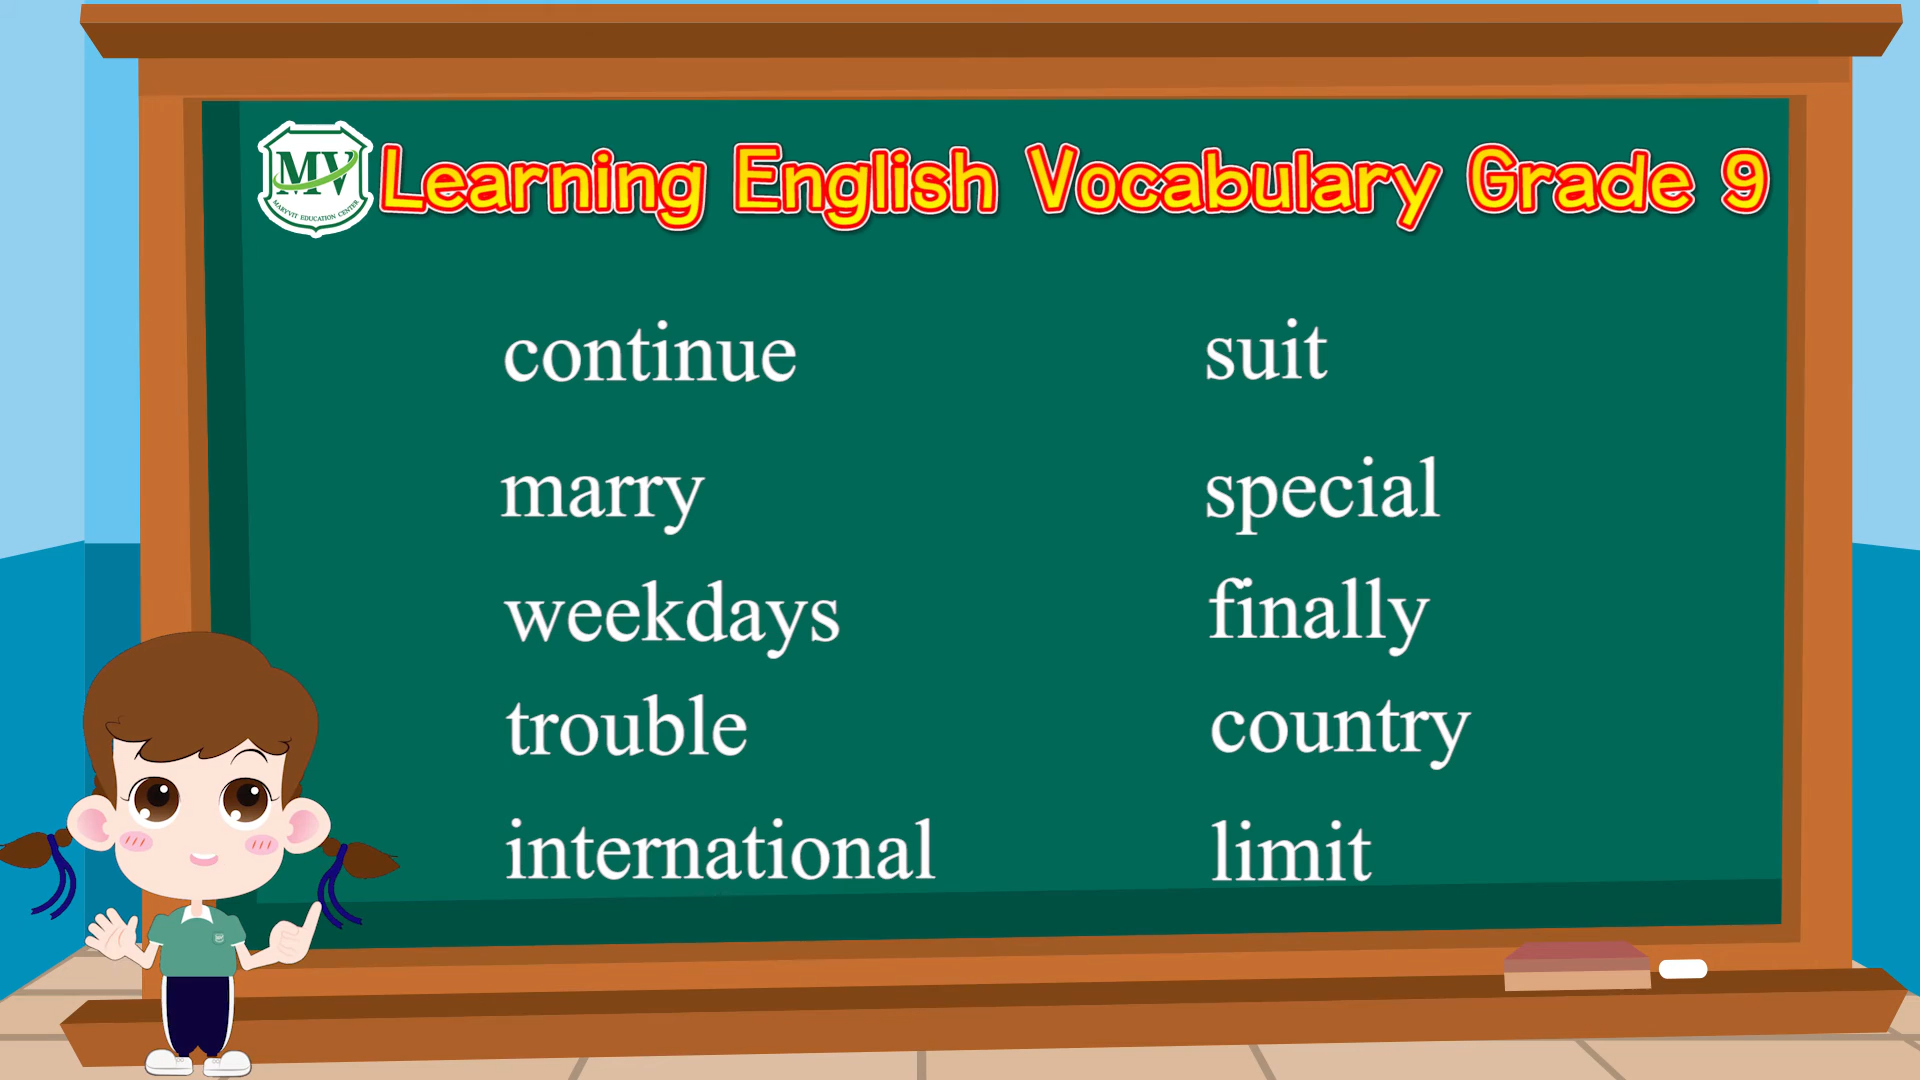 MV
MARYVIT EDUCATION CENTER
Learning English Vocabulary Grade 9
continue
suit
marry
special
weekdays
finally
trouble
country
international
limit